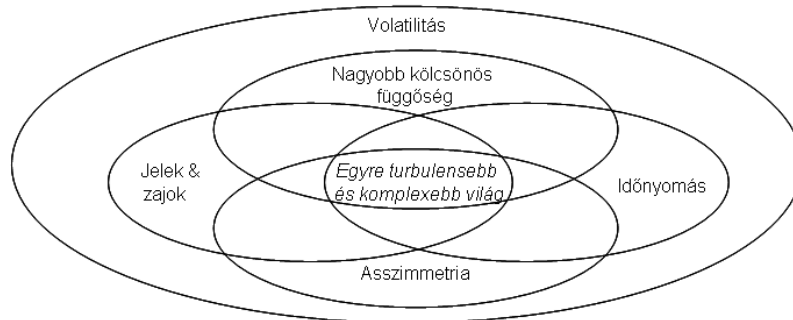 Volatilitás
Nagyobb kölcsönös
függőség
Jelek &
zajok
Egyre turbulensebb
és komplexebb világ
Időnyomás
Asszimmetria